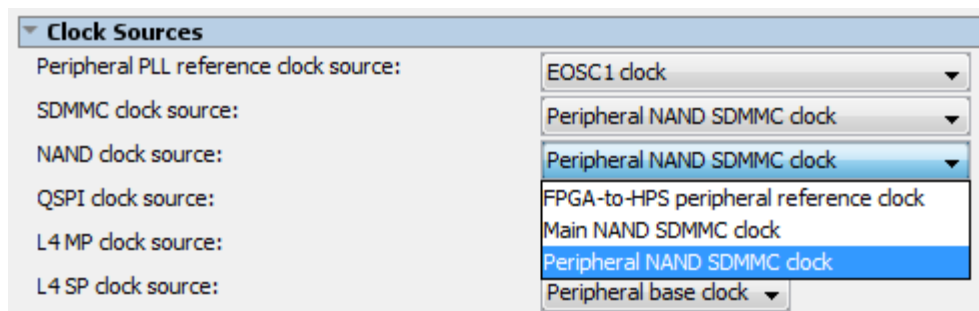 Clock Sources
Peripheral PLL reference clock source: EOSC1 clock
SDMMC clock source: Peripheral NAND SDMMC clock
NAND clock source: Peripheral NAND SDMMC clock
QSPI clock source: FPGA-to-HPS peripheral reference clock
Main NAND SDMMC clock
L4 MP clock source: Peripheral NAND SDMMC clock
L4 SP clock source: Peripheral base clock